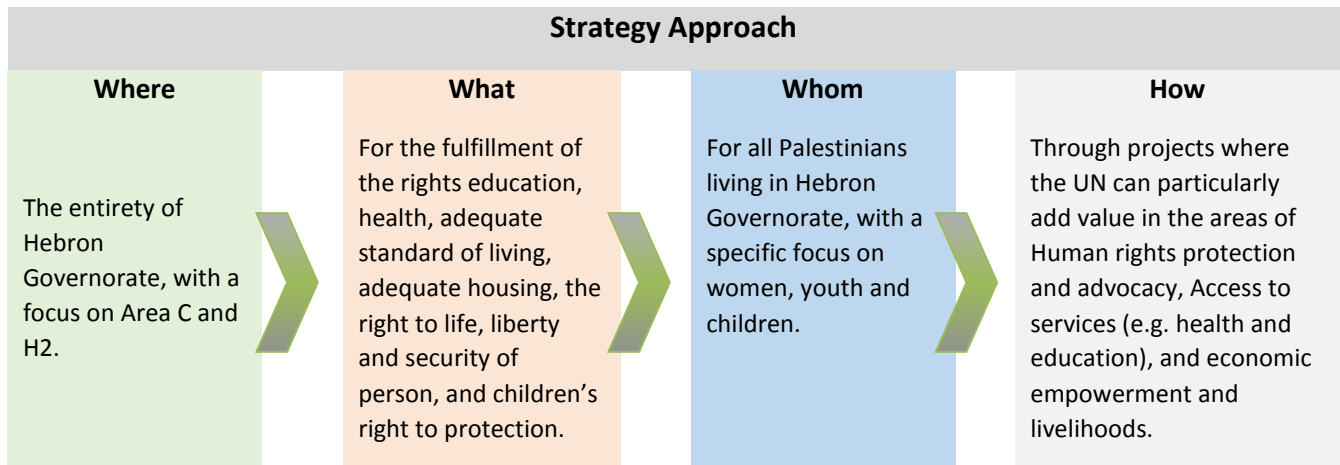 Strategy Approach
Where
The entirety of
Hebron
Governorate, with a
focus on Area C and
H2.
What
For the fulfillment of
the rights education,
health, adequate
standard of living,
adequate housing, the
right to life, liberty
and security of
person, and children’s
right to protection.
Whom
For all Palestinians
living in Hebron
Governorate, with a
specific focus on
women, youth and
children.
How
Through projects where
the UN can particularly
add value in the areas of
Human rights protection
and advocacy, Access to
services (e.g. health and
education), and economic
empowerment and
livelihoods.